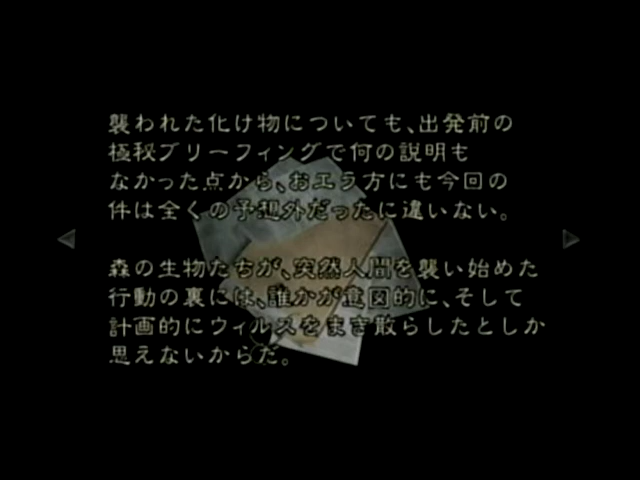 襲われた化け物についても、出発前の
極秘ブリーフィングで何の説明も
なかった点から、おエラ方にも今回の
件は全くの予想外だったに違いない。
森の生物たちが、突然人間を襲い始めた
行動の裏には、誰かが意図的に、そして
計画的にウィルスをまき散らしたとしか
思えないからだ。